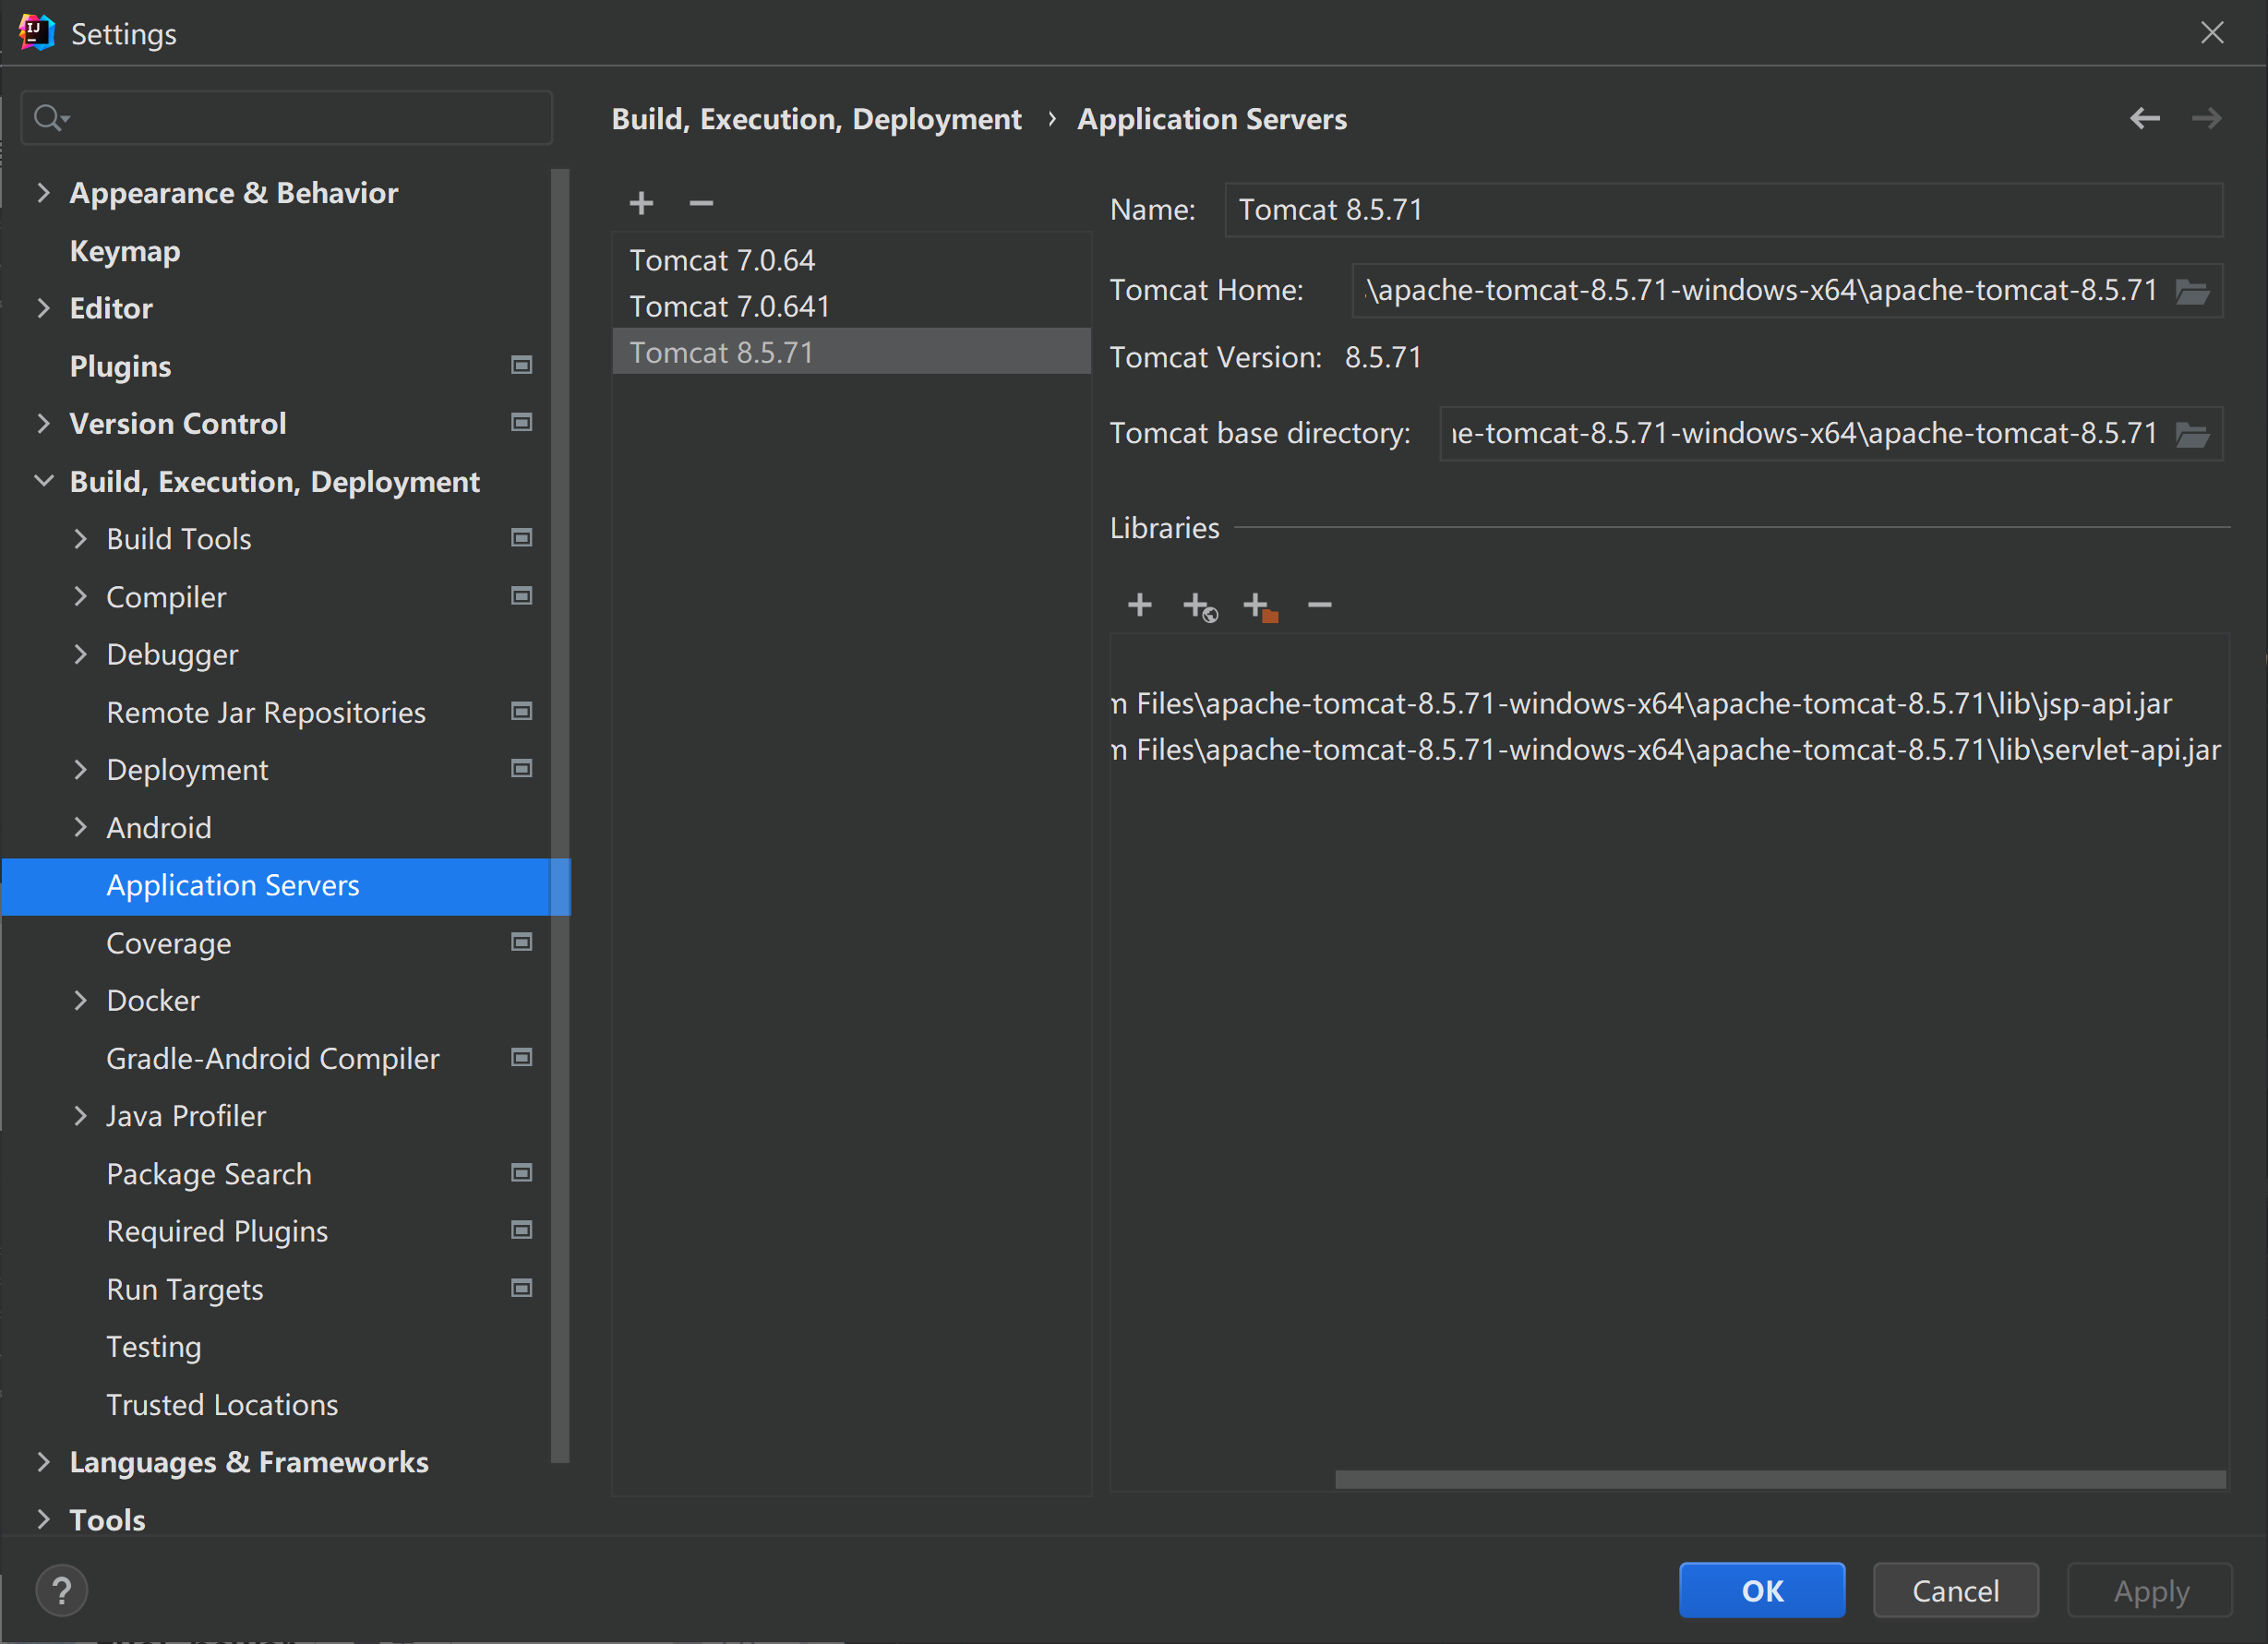 Settings
Build, Execution, Deployment › Application Servers
Appearance & Behavior
Keymap
Editor
Plugins
Version Control
Build, Execution, Deployment
Build Tools
Compiler
Debugger
Remote Jar Repositories
Deployment
Android
Application Servers
Coverage
Docker
Gradle-Android Compiler
Java Profiler
Package Search
Required Plugins
Run Targets
Testing
Trusted Locations
Languages & Frameworks
Tools
Tomcat 7.0.64
Tomcat 7.0.641
Tomcat 8.5.71
Name: Tomcat 8.5.71
Tomcat Home: \apache-tomcat-8.5.71-windows-x64\apache-tomcat-8.5.71
Tomcat Version: 8.5.71
Tomcat base directory: e-tomcat-8.5.71-windows-x64\apache-tomcat-8.5.71
Libraries
m Files\apache-tomcat-8.5.71-windows-x64\apache-tomcat-8.5.71\lib\jsp-api.jar
m Files\apache-tomcat-8.5.71-windows-x64\apache-tomcat-8.5.71\lib\servlet-api.jar
?
OK
Cancel
Apply